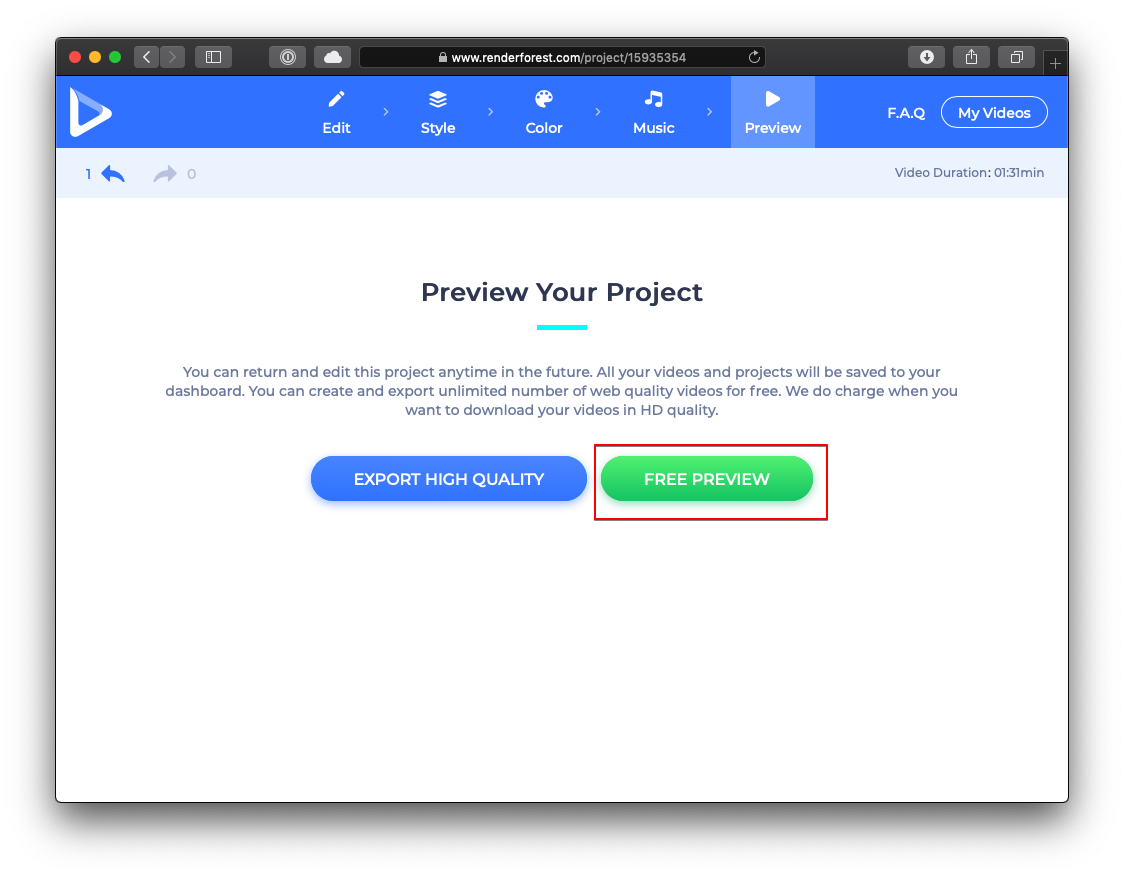 www.renderforest.com/project/15935354
Edit
Style
Color
Music
Preview
F.A.Q
My Videos
1
0
Video Duration: 01:31min
Preview Your Project
You can return and edit this project anytime in the future. All your videos and projects will be saved to your
dashboard. You can create and export unlimited number of web quality videos for free. We do charge when you
want to download your videos in HD quality.
EXPORT HIGH QUALITY
FREE PREVIEW